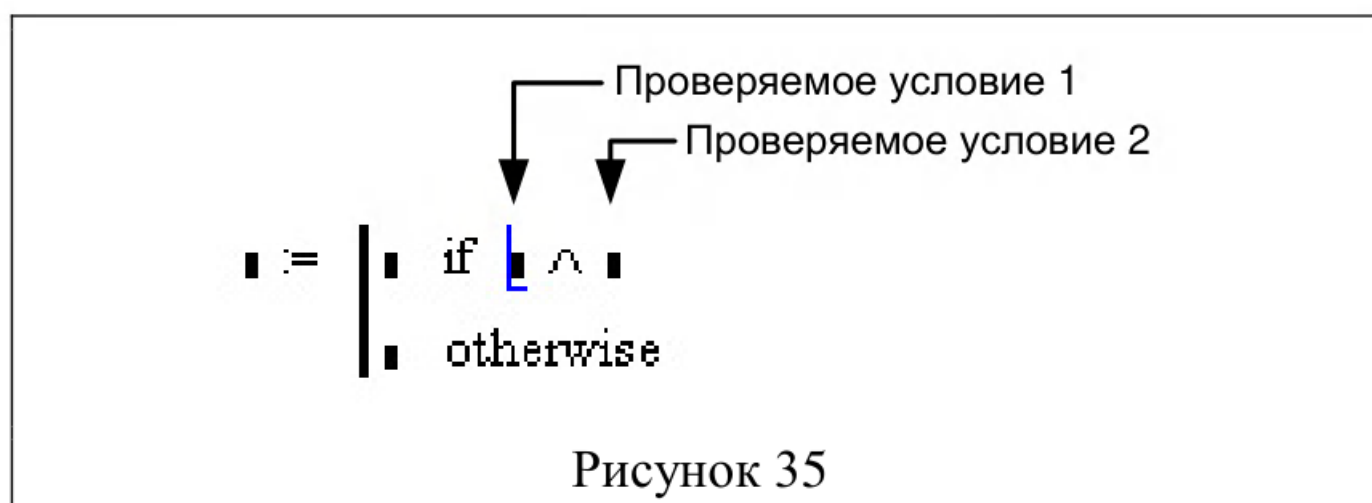 Проверяемое условие 1
Проверяемое условие 2
▪ := ▪ if ▪ ∧ ▪
▪ otherwise
Рисунок 35